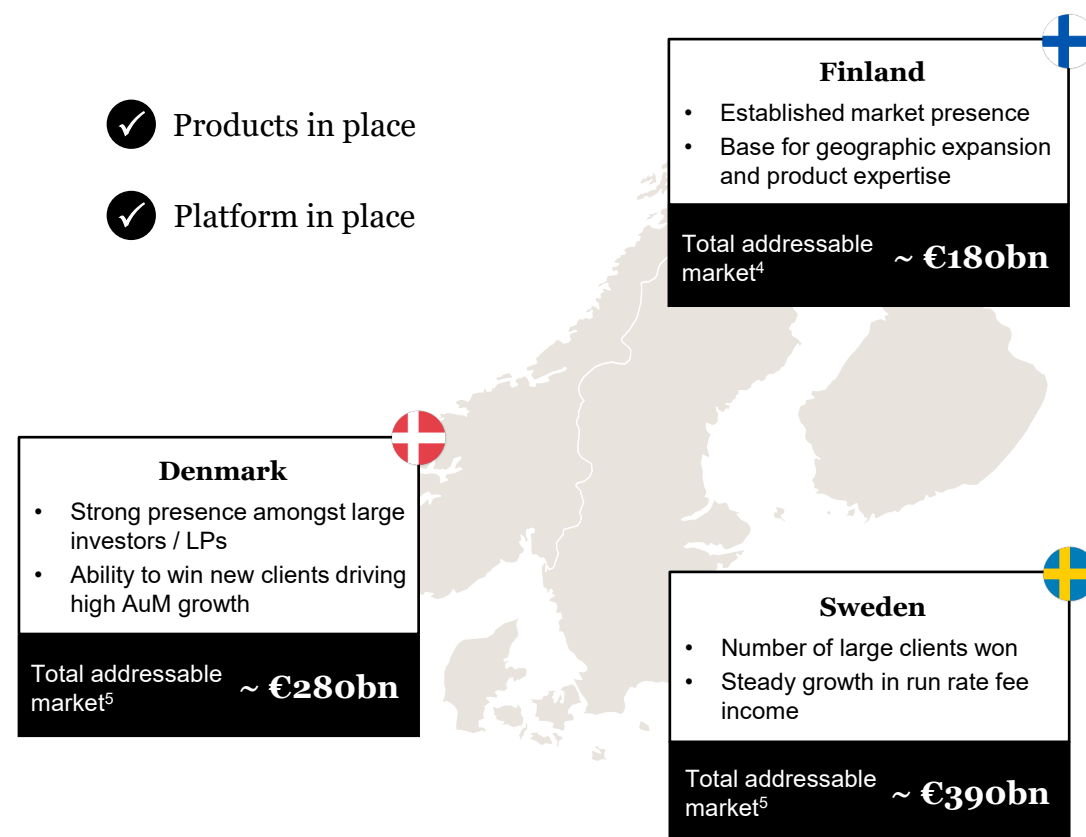 Products in place
Platform in place
Finland
• Established market presence
• Base for geographic expansion
and product expertise
Total addressable
market⁴
~ €180bn
Denmark
• Strong presence amongst large
investors / LPs
• Ability to win new clients driving
high AuM growth
Total addressable
market⁵
~ €280bn
Sweden
• Number of large clients won
• Steady growth in run rate fee
income
Total addressable
market⁵
~ €390bn